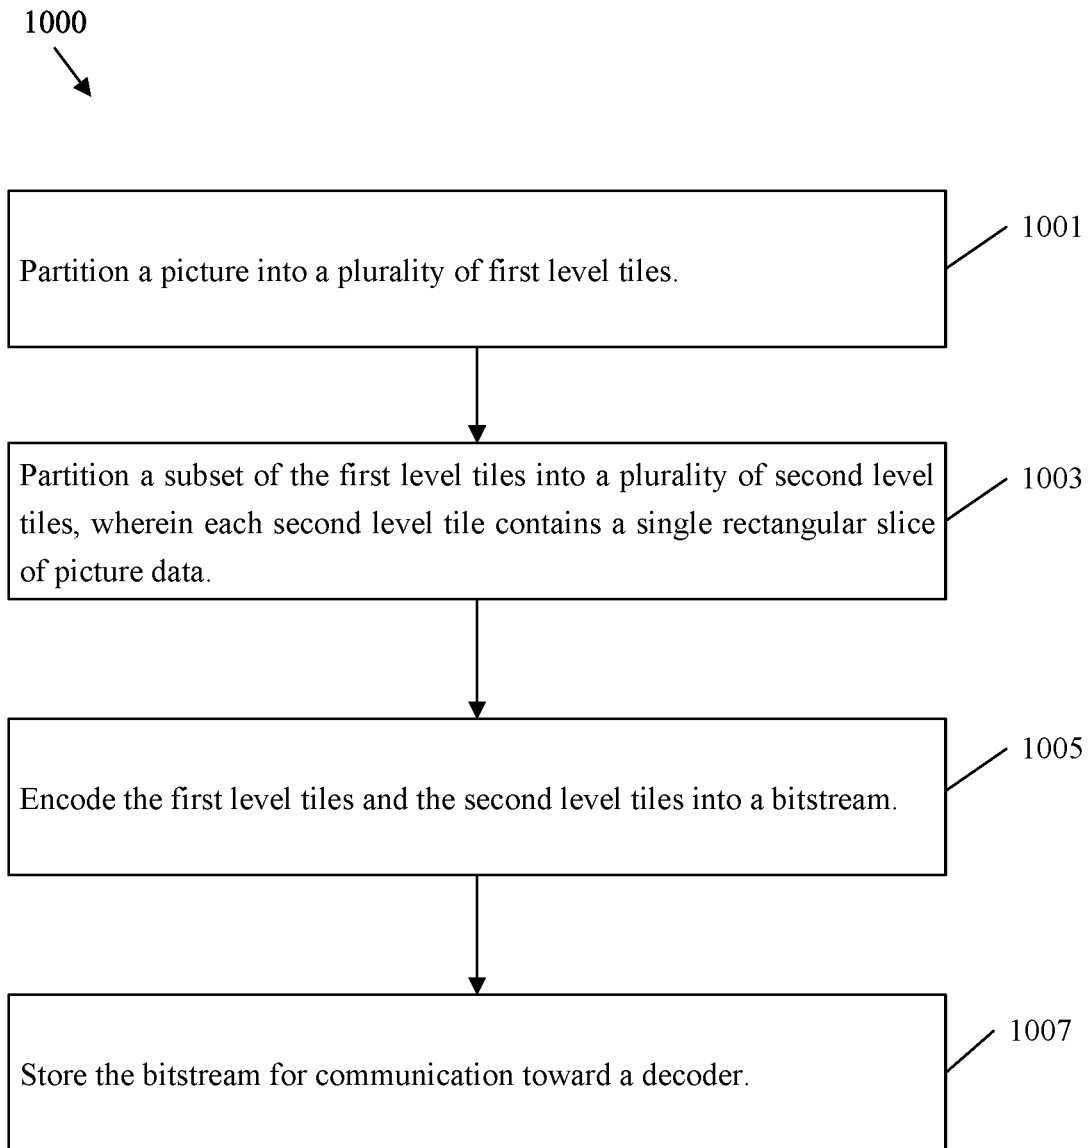 1000
1001
Partition a picture into a plurality of first level tiles.
Partition a subset of the first level tiles into a plurality of second level
1003
tiles, wherein each second level tile contains a single rectangular slice
of picture data.
1005
Encode the first level tiles and the second level tiles into a bitstream.
1007
Store the bitstream for communication toward a decoder.